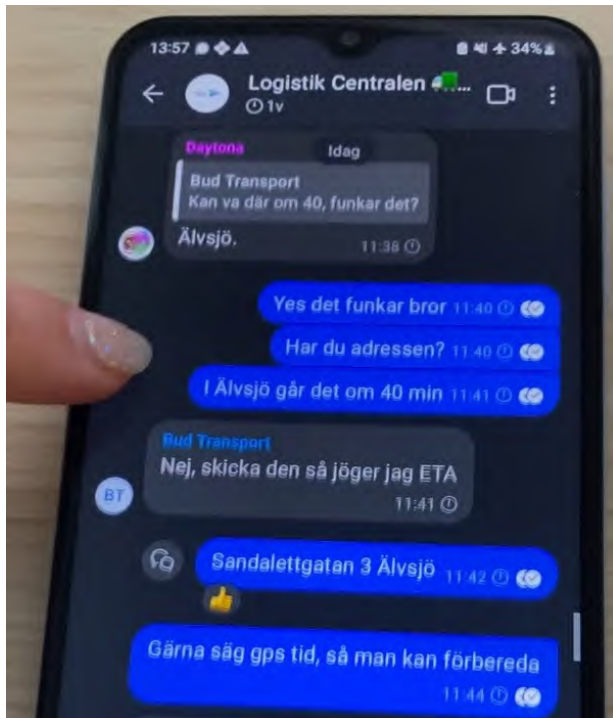 13:57 34%
Logistik Centralen ...
1v
Daytona
Idag
Bud Transport
Kan va där om 40, funkar det?
Älvsjö. 11:38
Yes det funkar bror 11:40
Har du adressen? 11:40
I Älvsjö går det om 40 min 11:41
Bud Transport
Nej, skicka den så jöger jag ETA
11:41
BT
Sandalettgatan 3 Älvsjö 11:42
Gärna säg gps tid, så man kan förbereda
11:44